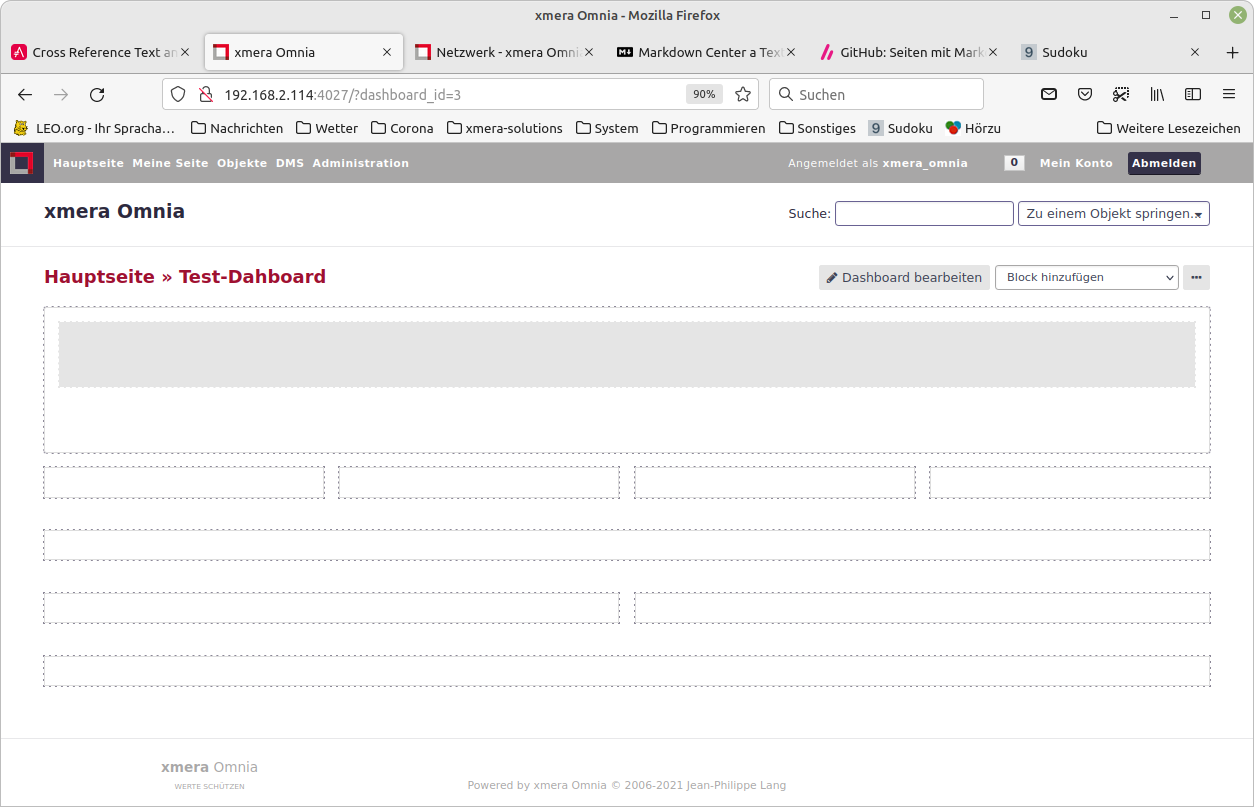 xmera Omnia - Mozilla Firefox
Cross Reference Text an
xmera Omnia
Netzwerk - xmera Omni
Markdown Center a Text
GitHub: Seiten mit Mark
9 Sudoku
192.168.2.114:4027/?dashboard_id=3
90%
Suchen
LEO.org - Ihr Spracha…
Nachrichten
Wetter
Corona
xmera-solutions
System
Programmieren
Sonstiges
9 Sudoku
Hörzu
Weitere Lesezeichen
Hauptseite Meine Seite Objekte DMS Administration
Angemeldet als xmera_omnia
0
Mein Konto
Abmelden
xmera Omnia
Suche:
Zu einem Objekt springen..
Hauptseite » Test-Dahboard
Dashboard bearbeiten
Block hinzufügen
xmera Omnia
WERTE SCHÜTZEN
Powered by xmera Omnia © 2006-2021 Jean-Philippe Lang